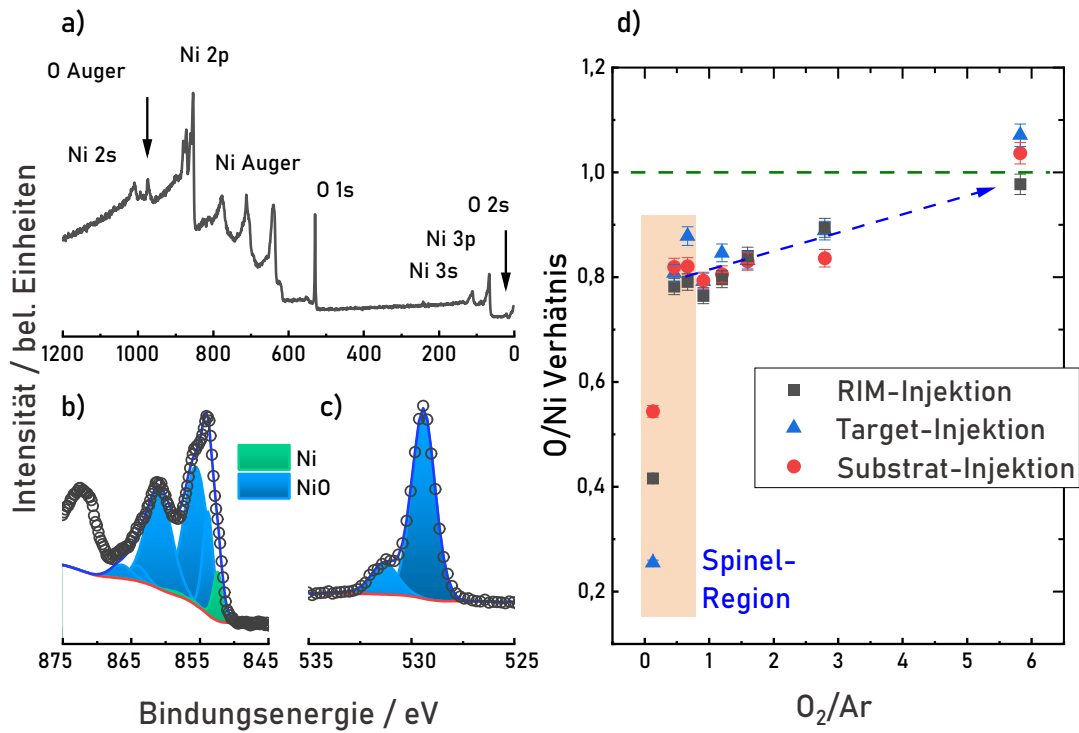 a)
Ni 2p
O Auger
Ni 2s
Ni Auger
O 1s
O 2s
Ni 3p
Ni 3s
1200 1000 800 600 400 200 0
Intensität / bel. Einheiten
b)
c)
Ni
NiO
875 865 855 845
535 530 525
Bindungsenergie / eV
d)
1,2
1,0
0,8
0,6
0,4
0,2
O/Ni Verhätnis
RIM-Injektion
Target-Injektion
Substrat-Injektion
Spinel-
Region
0 1 2 3 4 5 6
O₂/Ar